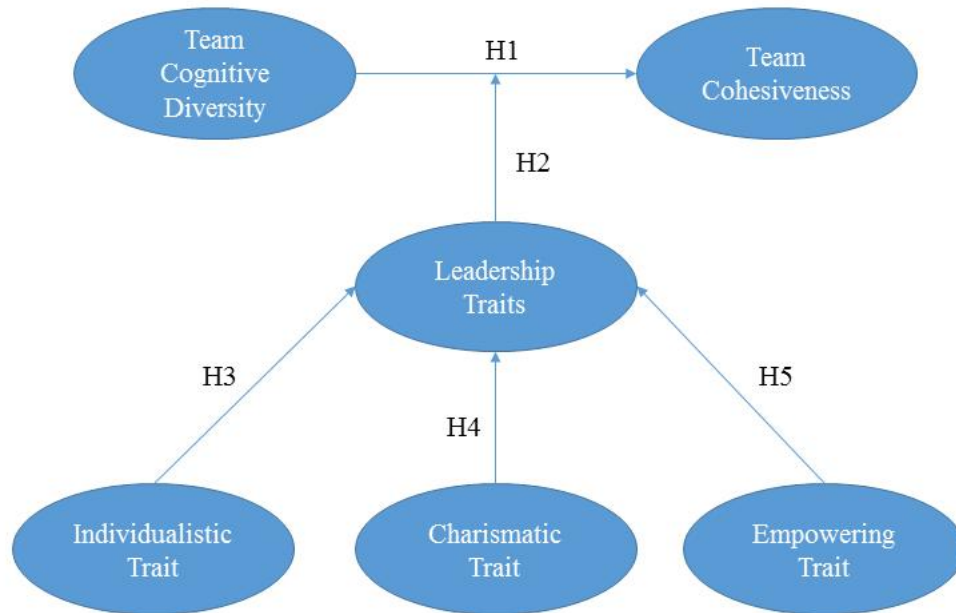 Team
Cognitive
Diversity
H1
Team
Cohesiveness
H2
Leadership
Traits
H3
H4
H5
Individualistic
Trait
Charismatic
Trait
Empowering
Trait